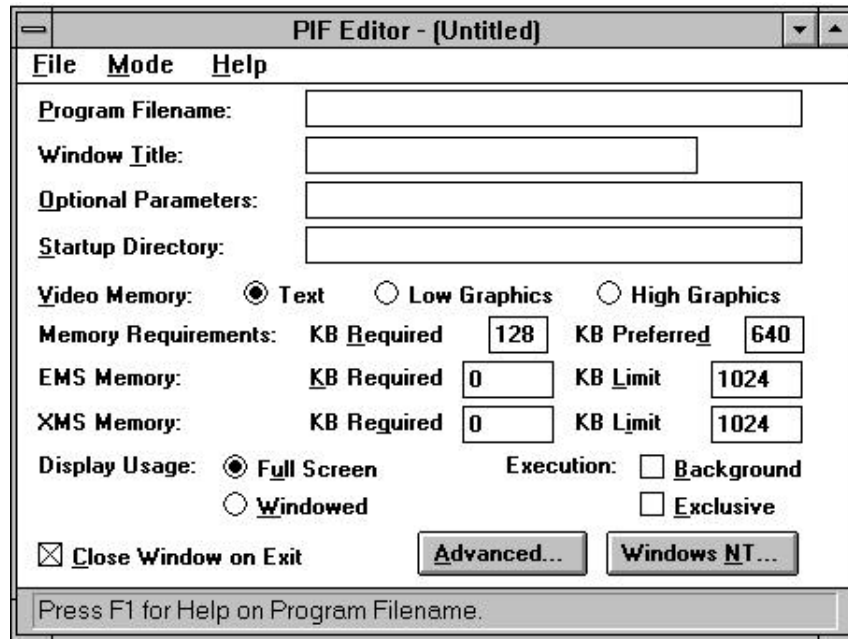 PIF Editor - (Untitled)
File Mode Help
Program Filename:
Window Title:
Optional Parameters:
Startup Directory:
Video Memory: Text Low Graphics High Graphics
Memory Requirements: KB Required 128 KB Preferred 640
EMS Memory: KB Required 0 KB Limit 1024
XMS Memory: KB Required 0 KB Limit 1024
Display Usage: Full Screen Execution: Background
Windowed Exclusive
Close Window on Exit Advanced... Windows NT...
Press F1 for Help on Program Filename.